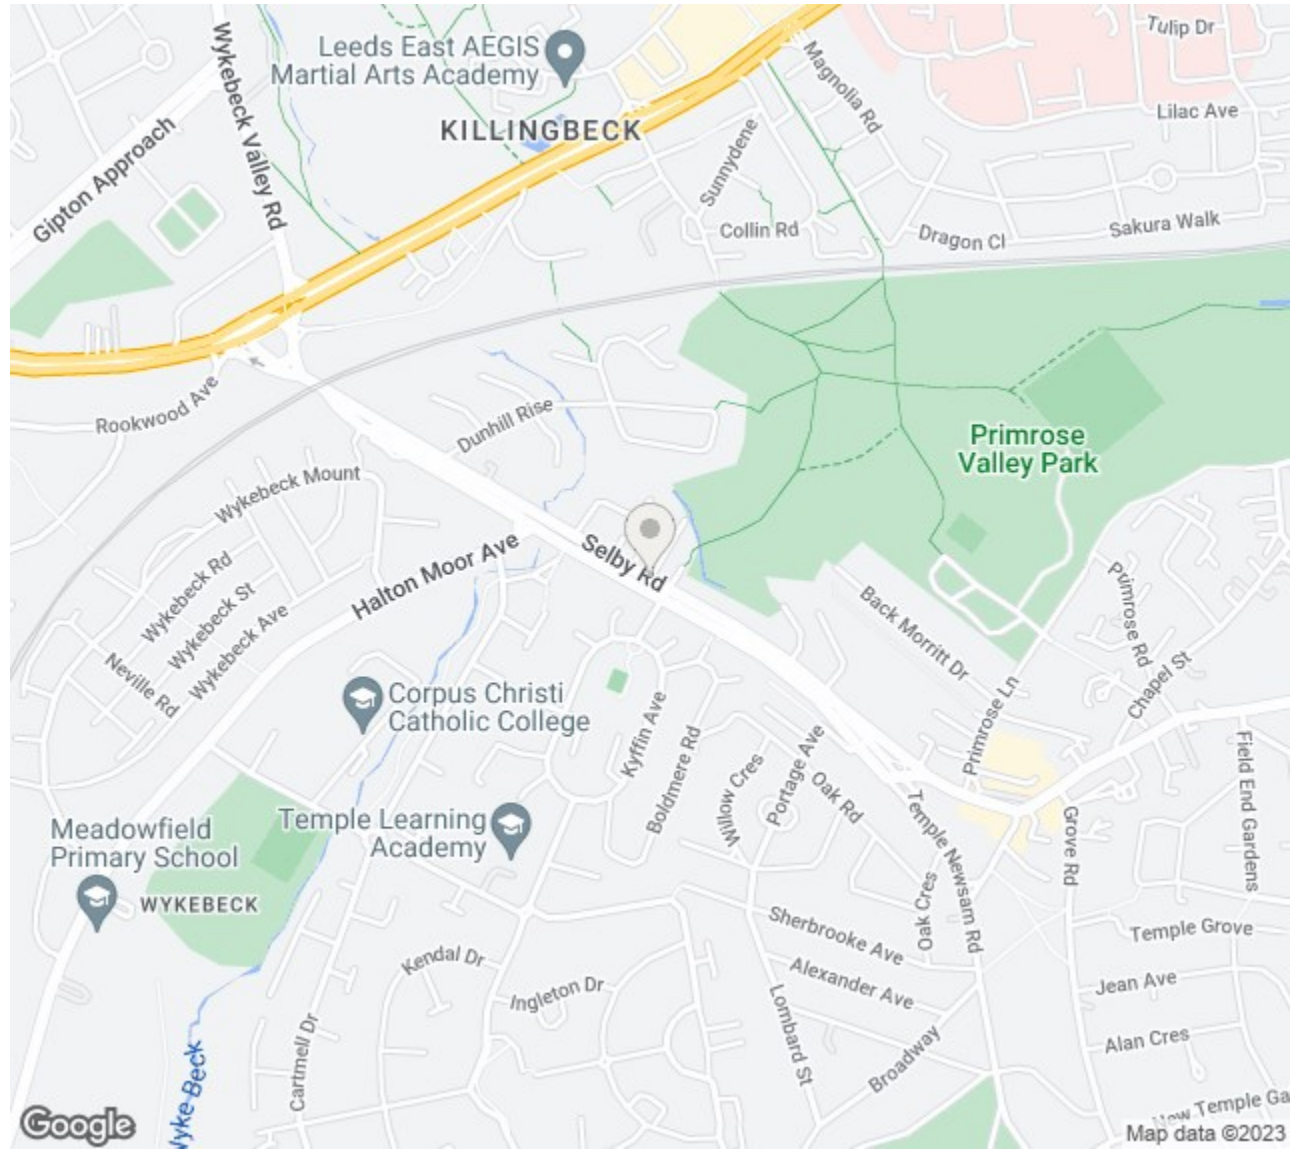 Leeds East AEGIS
Martial Arts Academy
KILLINGBECK
Wykebeck Valley Rd
Gipton Approach
Magnolia Rd
Tulip Dr
Lilac Ave
Sunnydene
Collin Rd
Dragon Cl
Sakura Walk
Rookwood Ave
Dunhill Rise
Primrose
Valley Park
Wykebeck Mount
Selby Rd
Halton Moor Ave
Wykebeck Rd
Wykebeck St
Wykebeck Ave
Neville Rd
Back Morritt Dr
Primrose Rd
Chapel St
Primrose Ln
Corpus Christi
Catholic College
Kyffin Ave
Boldmere Rd
Willow Cres
Portage Ave
Oak Rd
Field End Gardens
Temple Newsam Rd
Grove Rd
Temple Learning
Academy
Meadowfield
Primary School
WYKEBECK
Oak Cres
Sherbrooke Ave
Temple Grove
Kendal Dr
Ingleton Dr
Alexander Ave
Jean Ave
Lombard St
Alan Cres
Broadway
Cartmell Dr
Wyke Beck
New Temple Ga
Google
Map data ©2023